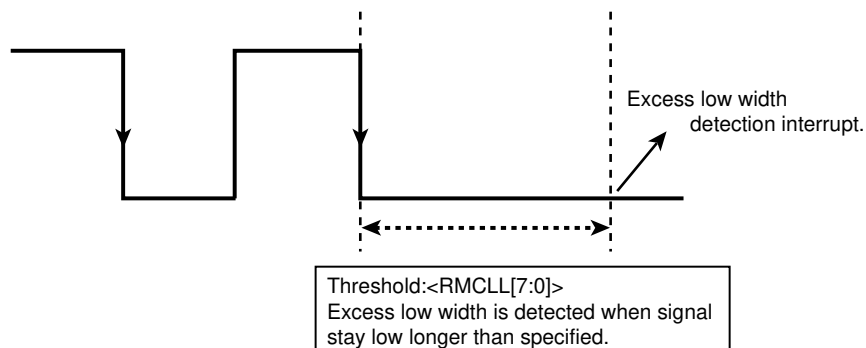 Excess low width
detection interrupt.
Threshold:<RMCLL[7:0]>
Excess low width is detected when signal
stay low longer than specified.